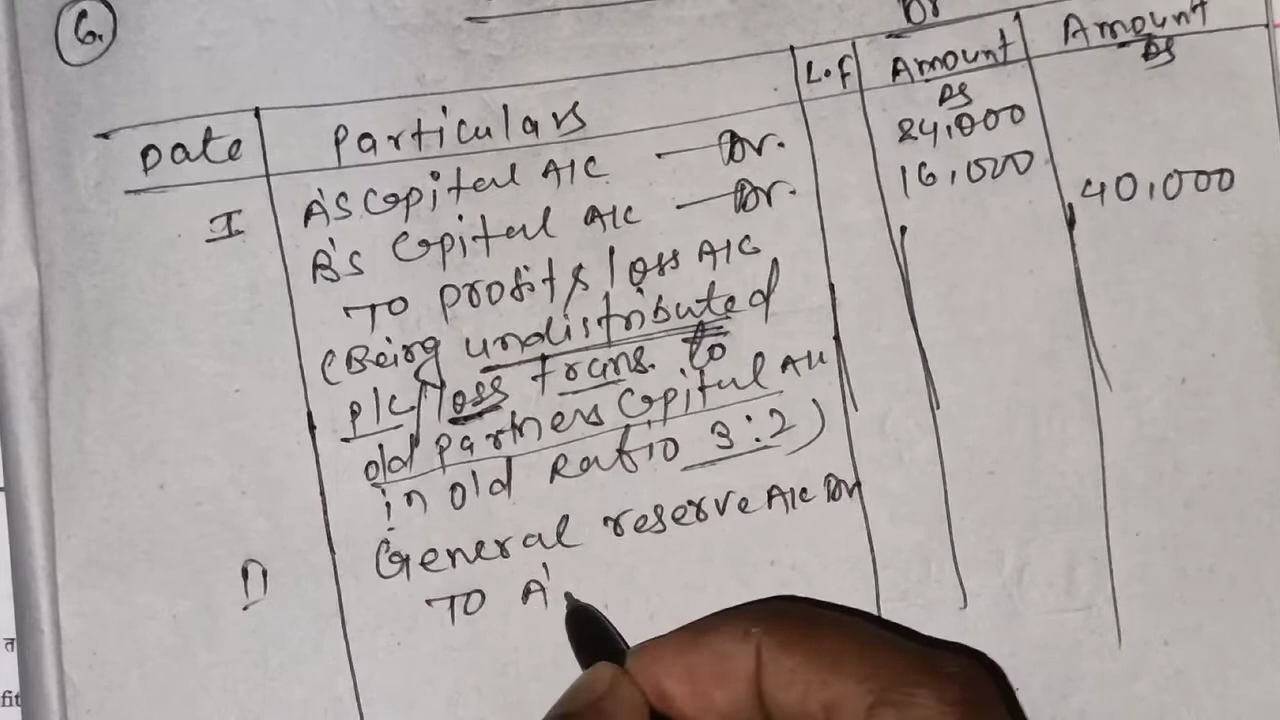 6.
Dr
Date Particulars L.F Amount Amount
Rs Rs
I A'S Capital A/C — Dr. 24,000
B'S Capital A/C — Dr. 16,000
TO profit & loss A/C 40,000
(Being undistributed
P/L/loss trans. to
old partners Capital A/c
in old Ratio 3:2)
II General reserve A/c Dr
TO A'
त
fit